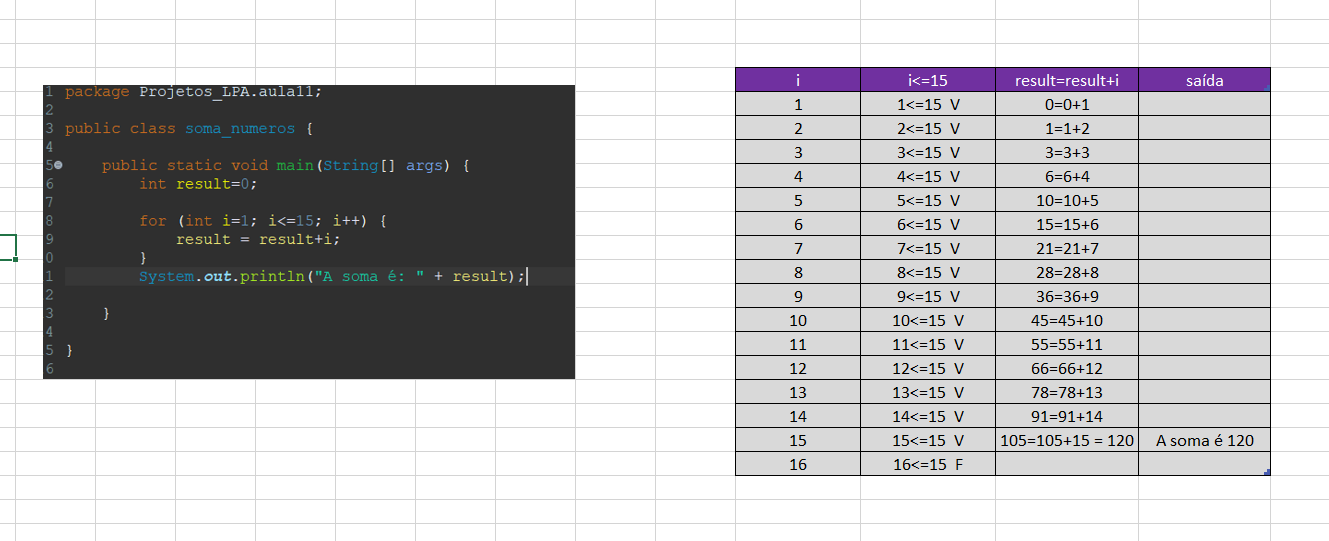 1 package Projetos_LPA.aula11;
2
3 public class soma_numeros {
4
5 public static void main(String[] args) {
6 int result=0;
7
8 for (int i=1; i<=15; i++) {
9 result = result+i;
0 }
1 System.out.println("A soma é: " + result);
2
3 }
4
5 }
6
i i<=15 result=result+i saída
1 1<=15 V 0=0+1
2 2<=15 V 1=1+2
3 3<=15 V 3=3+3
4 4<=15 V 6=6+4
5 5<=15 V 10=10+5
6 6<=15 V 15=15+6
7 7<=15 V 21=21+7
8 8<=15 V 28=28+8
9 9<=15 V 36=36+9
10 10<=15 V 45=45+10
11 11<=15 V 55=55+11
12 12<=15 V 66=66+12
13 13<=15 V 78=78+13
14 14<=15 V 91=91+14
15 15<=15 V 105=105+15 = 120 A soma é 120
16 16<=15 F